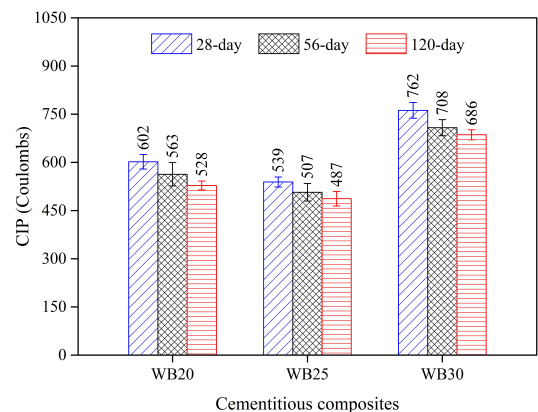 1050
900
750
600
450
300
150
0
CIP (Coulombs)
28-day 56-day 120-day
602 563 528
539 507 487
762 708 686
WB20 WB25 WB30
Cementitious composites